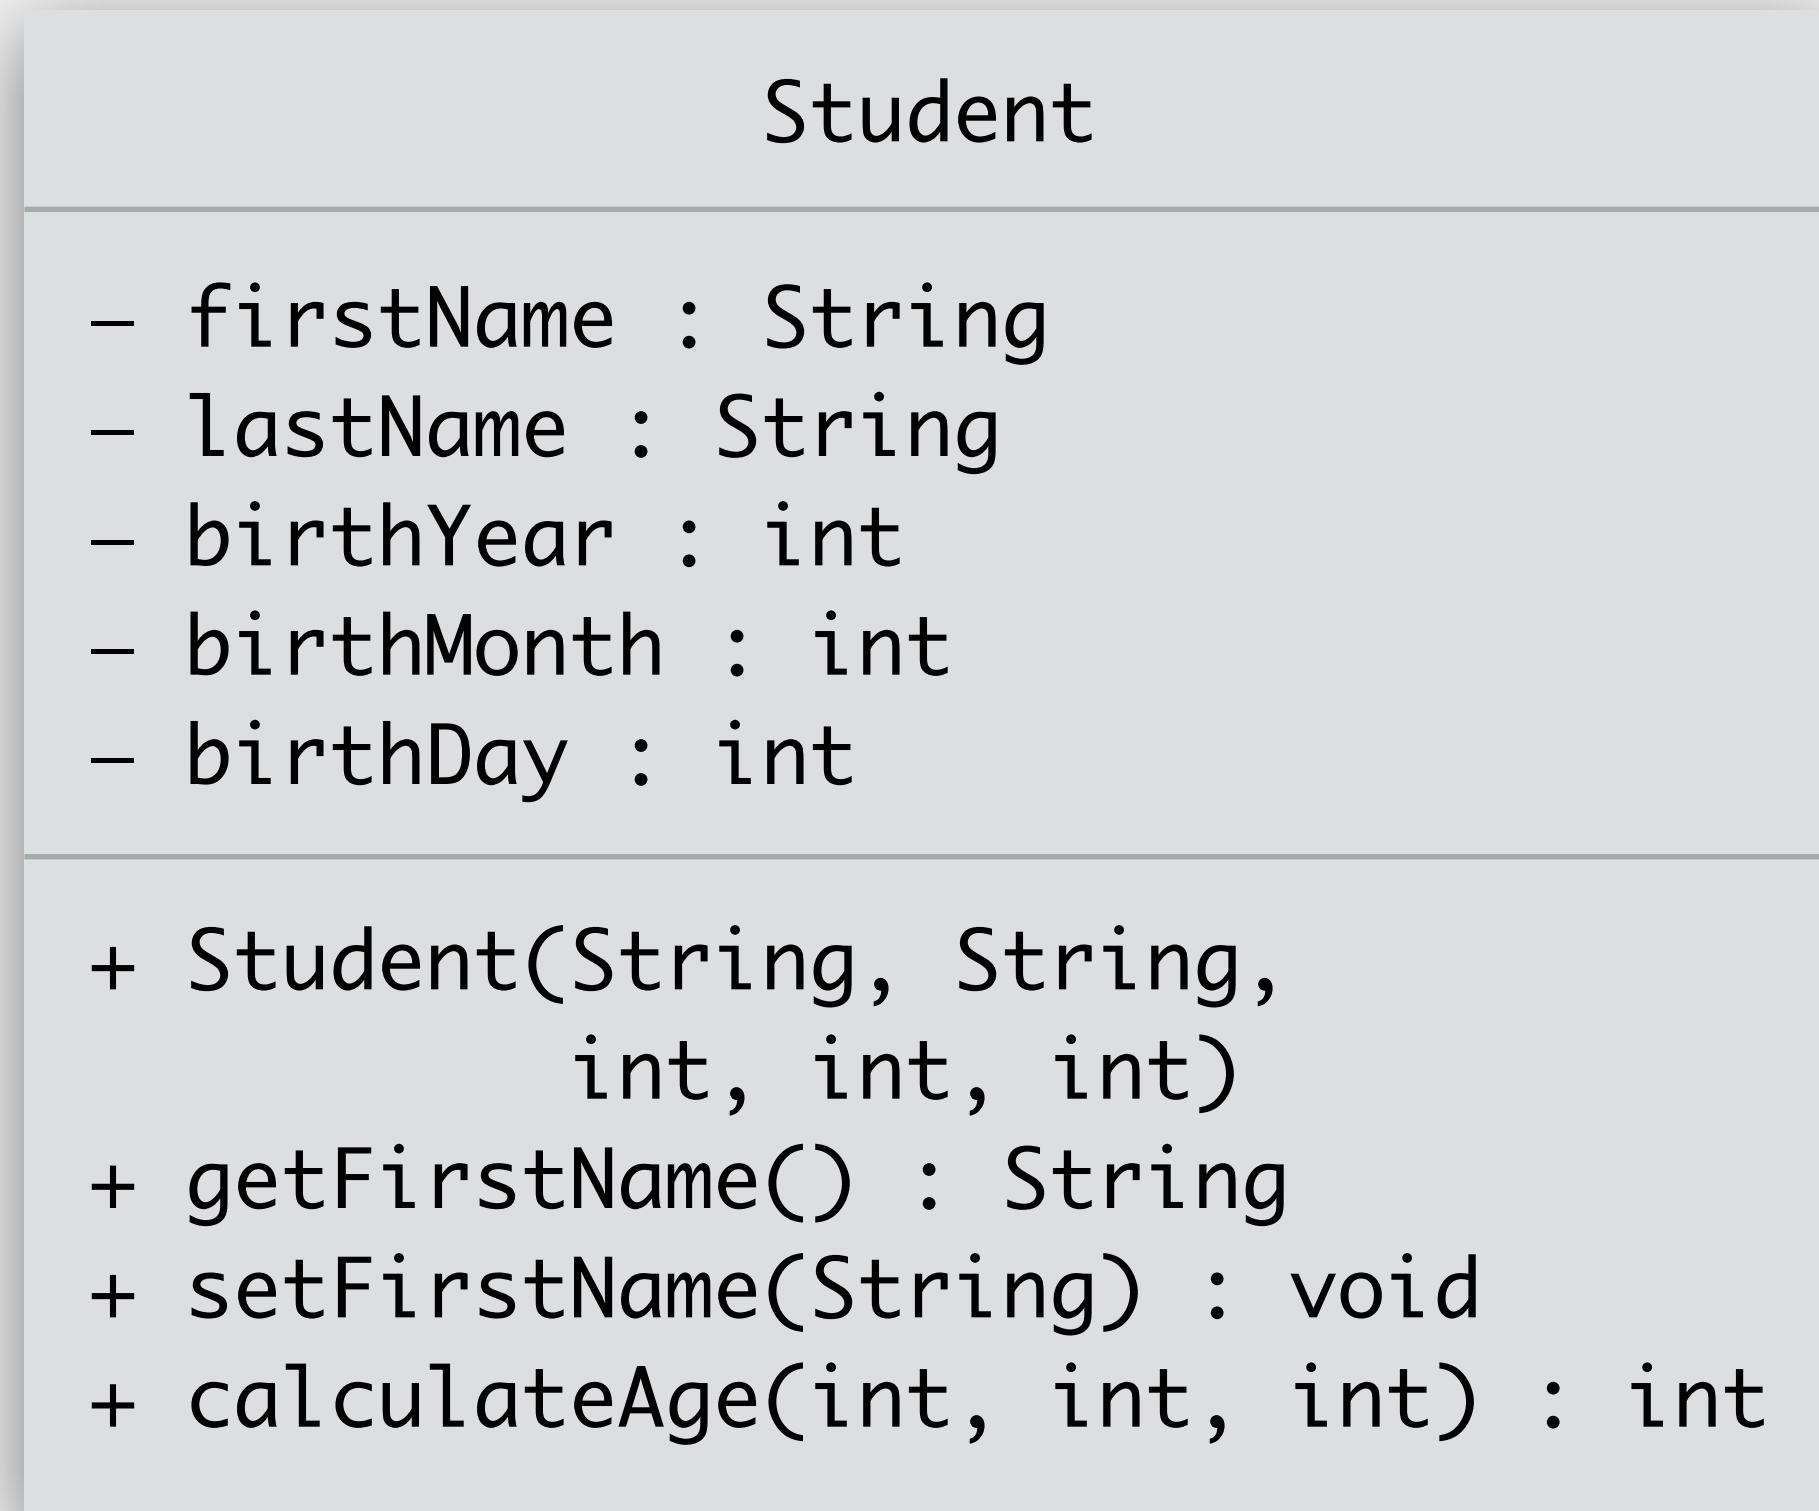 Student
– firstName : String
– lastName : String
– birthYear : int
– birthMonth : int
– birthDay : int
+ Student(String, String,
int, int, int)
+ getFirstName() : String
+ setFirstName(String) : void
+ calculateAge(int, int, int) : int